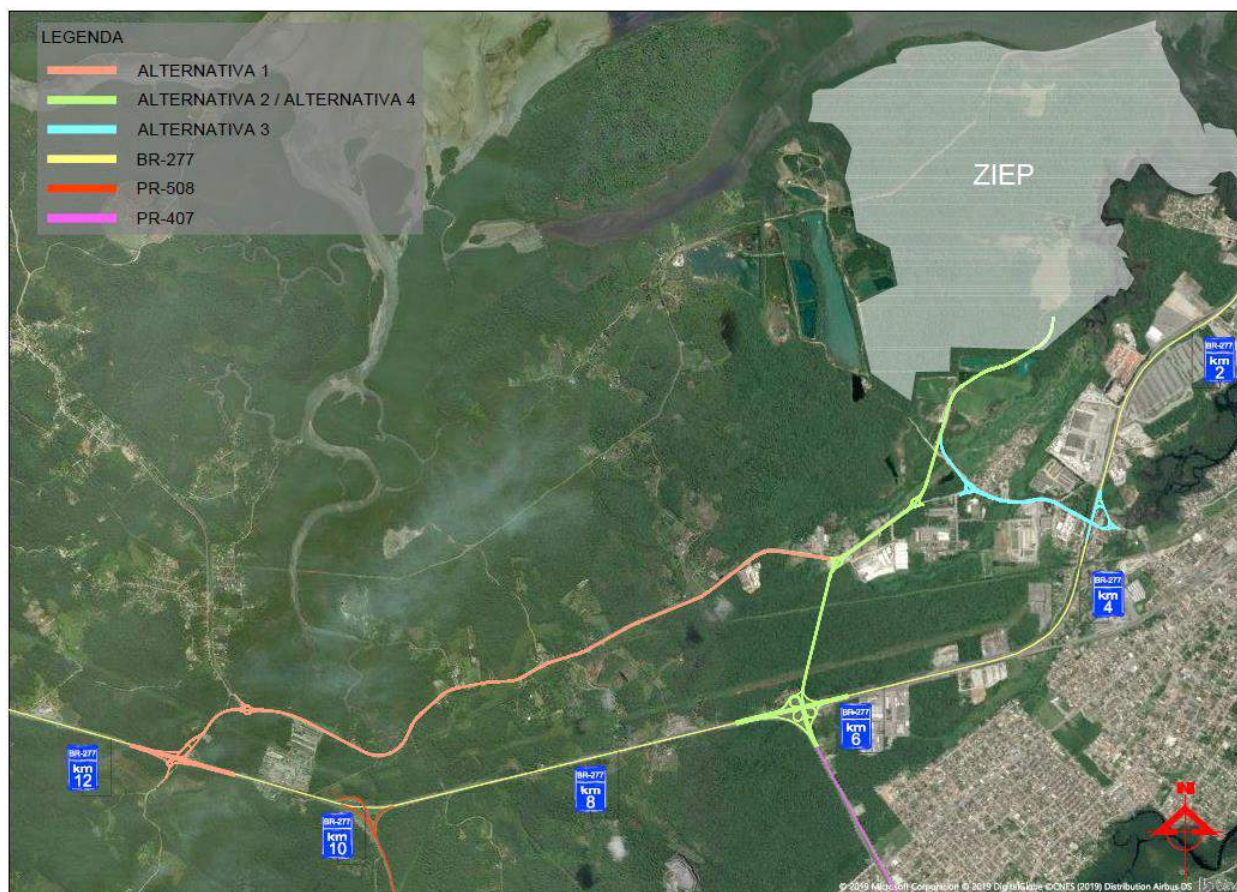 LEGENDA
ALTERNATIVA 1
ALTERNATIVA 2 / ALTERNATIVA 4
ALTERNATIVA 3
BR-277
PR-508
PR-407
ZIEP
BR-277
km
2
BR-277
km
4
BR-277
km
6
BR-277
km
12
BR-277
km
8
BR-277
km
10
N
© 2019 Microsoft Corporation © 2019 DigitalGlobe ©CNES (2019) Distribution Airbus DS